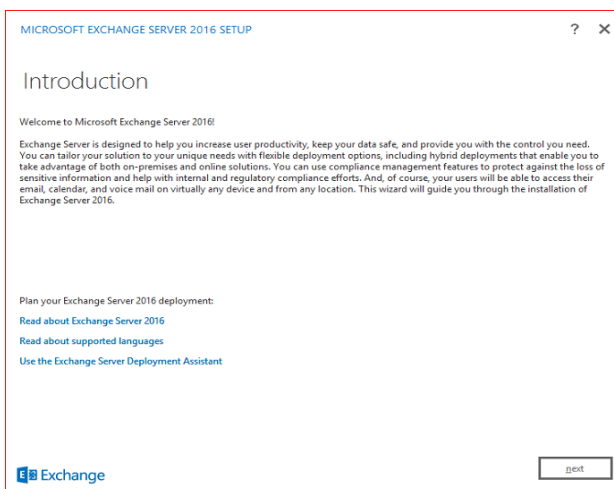 MICROSOFT EXCHANGE SERVER 2016 SETUP
?
Introduction
Welcome to Microsoft Exchange Server 2016!
Exchange Server is designed to help you increase user productivity, keep your data safe, and provide you with the control you need.
You can tailor your solution to your unique needs with flexible deployment options, including hybrid deployments that enable you to
take advantage of both on-premises and online solutions. You can use compliance management features to protect against the loss of
sensitive information and help with internal and regulatory compliance efforts. And, of course, your users will be able to access their
email, calendar, and voice mail on virtually any device and from any location. This wizard will guide you through the installation of
Exchange Server 2016.
Plan your Exchange Server 2016 deployment:
Read about Exchange Server 2016
Read about supported languages
Use the Exchange Server Deployment Assistant
E Exchange
next